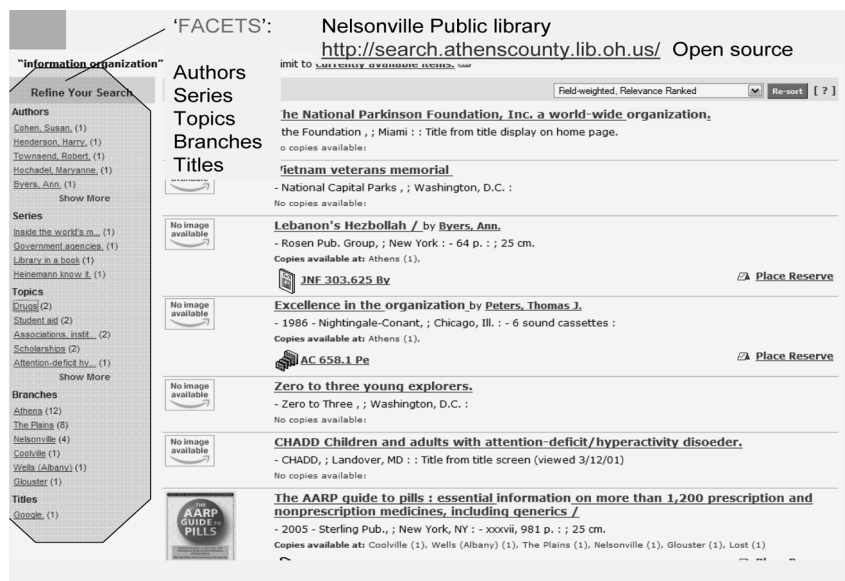 ‘FACETS’:
Nelsonville Public library
http://search.athenscounty.lib.oh.us/ Open source
Authors
Series
Topics
Branches
Titles
"information organization"
imit to currently available items.
Refine Your Search
Authors
Cohen, Susan, (1)
Henderson, Harry, (1)
Townsend, Robert, (1)
Hochadel, Maryanne, (1)
Byers, Ann, (1)
Show More
Series
Inside the world's m... (1)
Government agencies. (1)
Library in a book (1)
Heinemann know it. (1)
Topics
Drugs (2)
Student aid (2)
Associations, instit... (2)
Scholarships (2)
Attention-deficit hy... (1)
Show More
Branches
Athens (12)
The Plains (8)
Nelsonville (4)
Coolville (1)
Wells (Albany) (1)
Glouster (1)
Titles
Google. (1)
Field-weighted, Relevance Ranked Re-sort [ ? ]
he National Parkinson Foundation, Inc. a world-wide organization.
the Foundation , ; Miami : : Title from title display on home page.
o copies available:
available
Vietnam veterans memorial
- National Capital Parks , ; Washington, D.C. :
No copies available:
No image
available
Lebanon's Hezbollah / by Byers, Ann.
- Rosen Pub. Group, ; New York : - 64 p. : ; 25 cm.
Copies available at: Athens (1),
JNF 303.625 By
Place Reserve
No image
available
Excellence in the organization by Peters, Thomas J.
- 1986 - Nightingale-Conant, ; Chicago, Ill. : - 6 sound cassettes :
Copies available at: Athens (1),
AC 658.1 Pe
Place Reserve
No image
available
Zero to three young explorers.
- Zero to Three , ; Washington, D.C. :
No copies available:
No image
available
CHADD Children and adults with attention-deficit/hyperactivity disoeder.
- CHADD, ; Landover, MD : : Title from title screen (viewed 3/12/01)
No copies available:
THE
AARP
GUIDE TO
PILLS
The AARP guide to pills : essential information on more than 1,200 prescription and
nonprescription medicines, including generics /
- 2005 - Sterling Pub., ; New York, NY : - xxxvii, 981 p. : ; 25 cm.
Copies available at: Coolville (1), Wells (Albany) (1), The Plains (1), Nelsonville (1), Glouster (1), Lost (1)